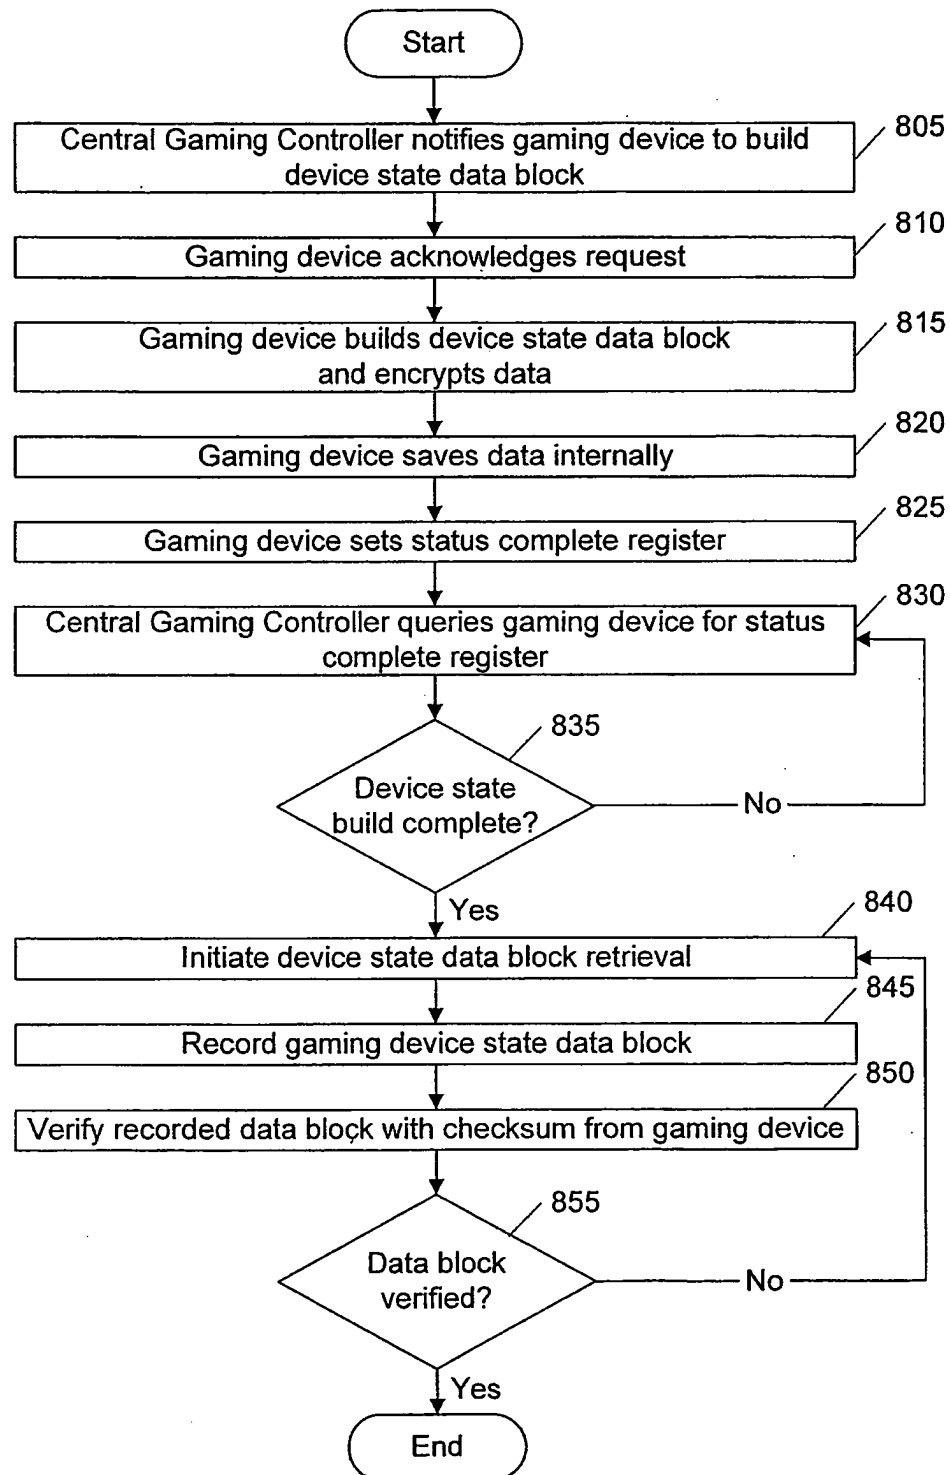 Start
Central Gaming Controller notifies gaming device to build
device state data block
805
Gaming device acknowledges request
810
Gaming device builds device state data block
and encrypts data
815
Gaming device saves data internally
820
Gaming device sets status complete register
825
Central Gaming Controller queries gaming device for status
complete register
830
835
Device state
build complete?
No
Yes
840
Initiate device state data block retrieval
845
Record gaming device state data block
850
Verify recorded data block with checksum from gaming device
855
Data block
verified?
No
Yes
End